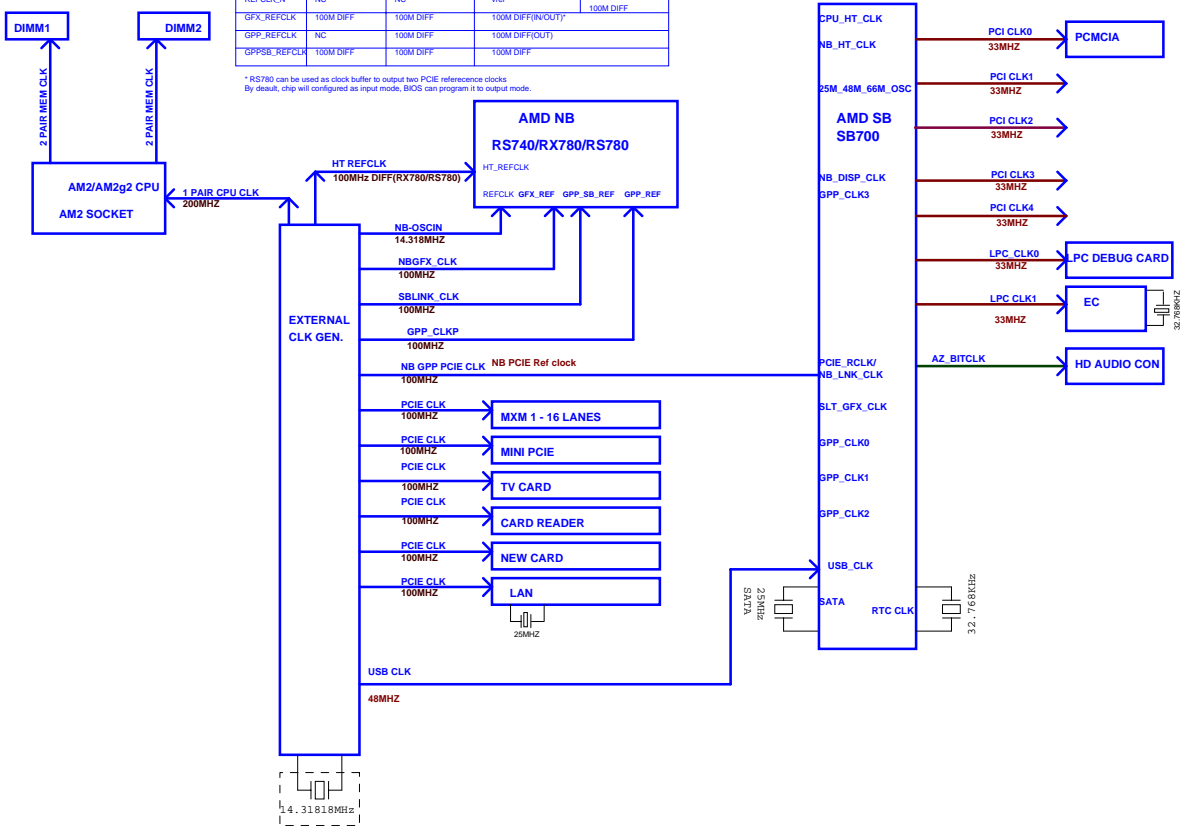 REFCLK_N NC NC vref 100M DIFF
GFX_REFCLK 100M DIFF 100M DIFF 100M DIFF(IN/OUT)*
GPP_REFCLK NC 100M DIFF 100M DIFF(OUT)
GPPSB_REFCLK 100M DIFF 100M DIFF 100M DIFF
* RS780 can be used as clock buffer to output two PCIE referecence clocks
By deault, chip will configured as input mode, BIOS can program it to output mode.
DIMM1
DIMM2
2 PAIR MEM CLK
2 PAIR MEM CLK
AM2/AM2g2 CPU
AM2 SOCKET
1 PAIR CPU CLK
200MHZ
HT REFCLK
100MHz DIFF(RX780/RS780)
AMD NB
RS740/RX780/RS780
HT_REFCLK
REFCLK GFX_REF GPP_SB_REF GPP_REF
EXTERNAL
CLK GEN.
NB-OSCIN
14.318MHZ
NBGFX_CLK
100MHZ
SBLINK_CLK
100MHZ
GPP_CLKP
100MHZ
NB GPP PCIE CLK NB PCIE Ref clock
100MHZ
PCIE CLK
100MHZ
MXM 1 - 16 LANES
PCIE CLK
100MHZ
MINI PCIE
PCIE CLK
100MHZ
TV CARD
PCIE CLK
100MHZ
CARD READER
PCIE CLK
100MHZ
NEW CARD
PCIE CLK
100MHZ
LAN
25MHZ
USB CLK
48MHZ
14.31818MHz
CPU_HT_CLK
NB_HT_CLK
25M_48M_66M_OSC
AMD SB
SB700
NB_DISP_CLK
GPP_CLK3
PCIE_RCLK/
NB_LNK_CLK
SLT_GFX_CLK
GPP_CLK0
GPP_CLK1
GPP_CLK2
USB_CLK
SATA
RTC CLK
25MHz
SATA
32.768KHz
PCI CLK0
33MHZ
PCMCIA
PCI CLK1
33MHZ
PCI CLK2
33MHZ
PCI CLK3
33MHZ
PCI CLK4
33MHZ
LPC_CLK0
33MHZ
LPC DEBUG CARD
LPC CLK1
33MHZ
EC
32.768KHZ
AZ_BITCLK
HD AUDIO CON